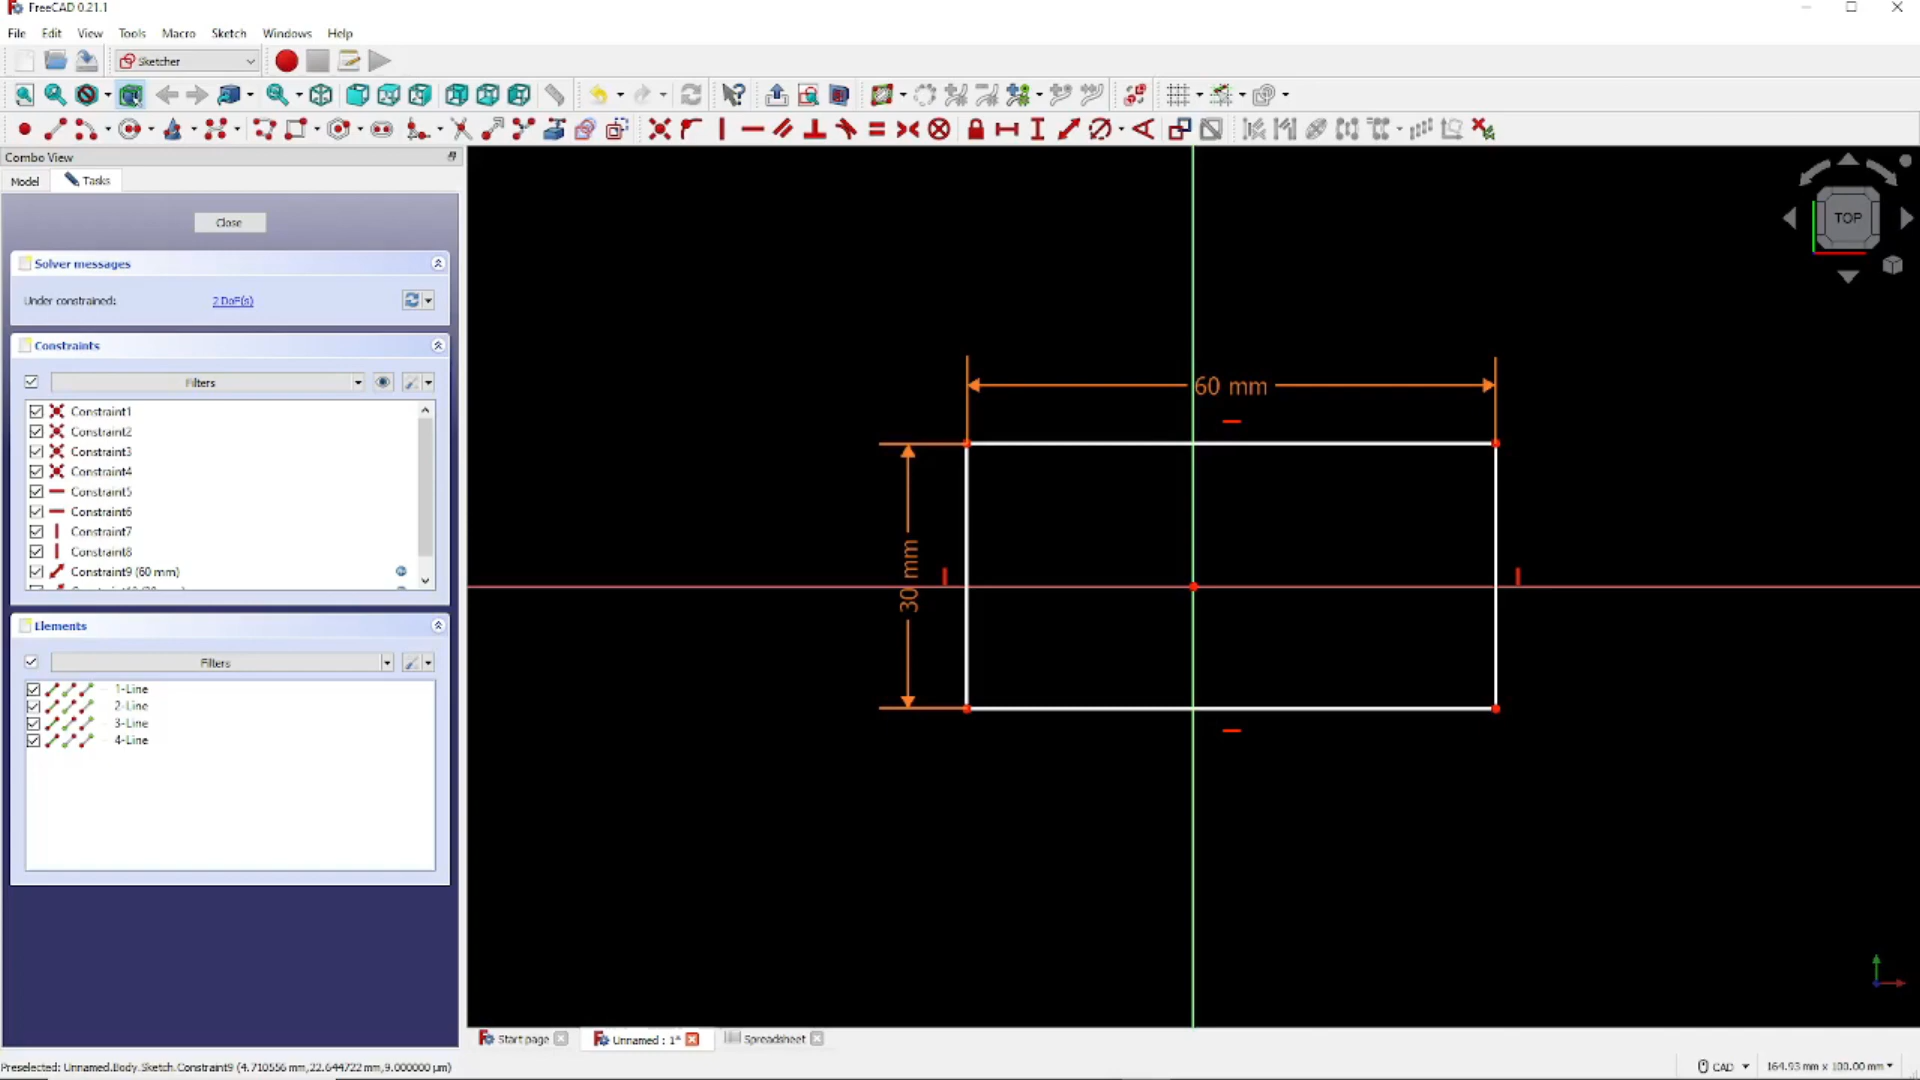 FreeCAD 0.21.1
File Edit View Tools Macro Sketch Windows Help
Sketcher
Combo View
Model Tasks
Close
Solver messages
Under constrained: 2 DoF(s)
Constraints
Filters
Constraint1
Constraint2
Constraint3
Constraint4
Constraint5
Constraint6
Constraint7
Constraint8
Constraint9 (60 mm)
Elements
Filters
1-Line
2-Line
3-Line
4-Line
60 mm
30 mm
TOP
Start page Unnamed : 1* Spreadsheet
Preselected: Unnamed.Body.Sketch.Constraint9 (4.710556 mm,22.644722 mm,9.000000 µm)
CAD 164.93 mm x 100.00 mm